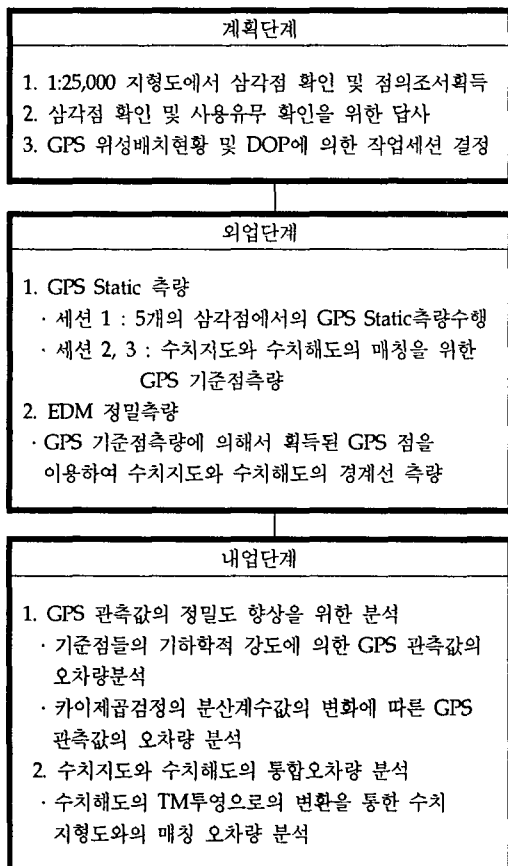 계획단계
1. 1:25,000 지형도에서 삼각점 확인 및 점의조서획득
2. 삼각점 확인 및 사용유무 확인을 위한 답사
3. GPS 위성배치현황 및 DOP에 의한 작업세션 결정
외업단계
1. GPS Static 측량
· 세션 1 : 5개의 삼각점에서의 GPS Static측량수행
· 세션 2, 3 : 수치지도와 수치해도의 매칭을 위한
GPS 기준점측량
2. EDM 정밀측량
· GPS 기준점측량에 의해서 획득된 GPS 점을
이용하여 수치지도와 수치해도의 경계선 측량
내업단계
1. GPS 관측값의 정밀도 향상을 위한 분석
· 기준점들의 기하학적 강도에 의한 GPS 관측값의
오차량분석
· 카이제곱검정의 분산계수값의 변화에 따른 GPS
관측값의 오차량 분석
2. 수치지도와 수치해도의 통합오차량 분석
· 수치해도의 TM투영으로의 변환을 통한 수치
지형도와의 매칭 오차량 분석